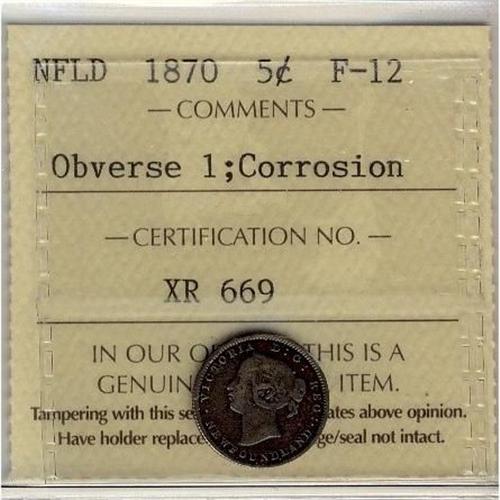 NFLD 1870 5¢ F-12
— COMMENTS —
Obverse 1;Corrosion
— CERTIFICATION NO. —
XR 669
IN OUR THIS IS A
GENUIN ITEM.
Tampering with this se ates above opinion.
Have holder replace ge/seal not intact.
VICTORIA D:G: REG: NEWFOUNDLAND